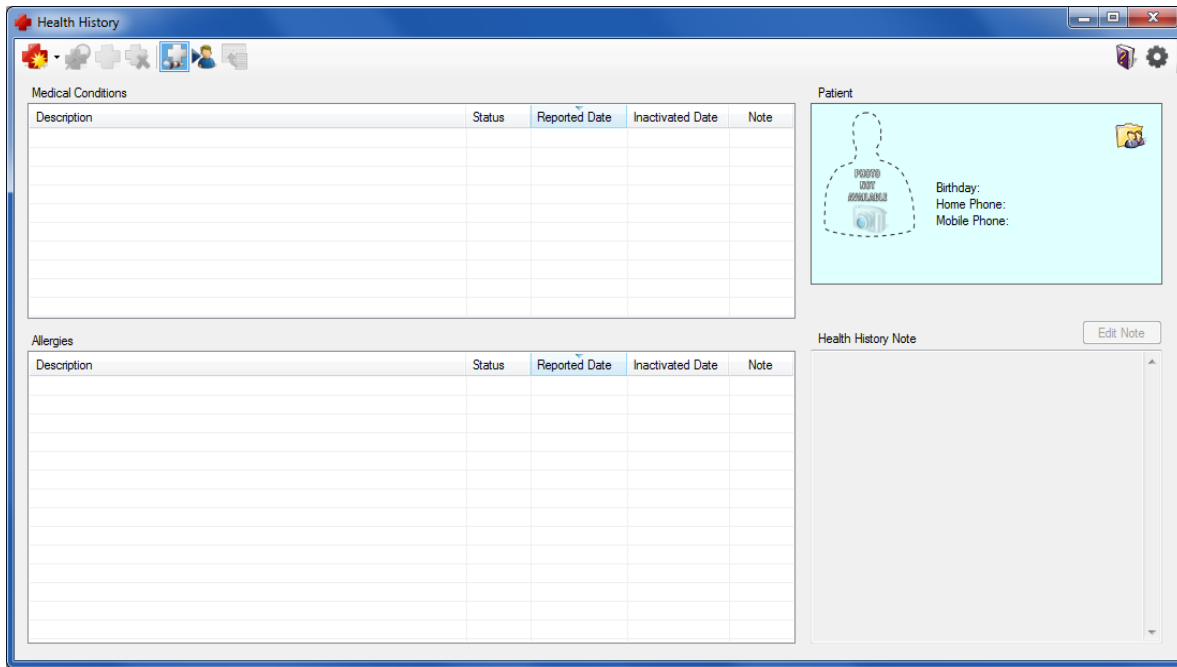 Health History
Medical Conditions
Description Status Reported Date Inactivated Date Note
Patient
PHOTO
NOT
AVAILABLE
Birthday:
Home Phone:
Mobile Phone:
Allergies
Description Status Reported Date Inactivated Date Note
Health History Note
Edit Note